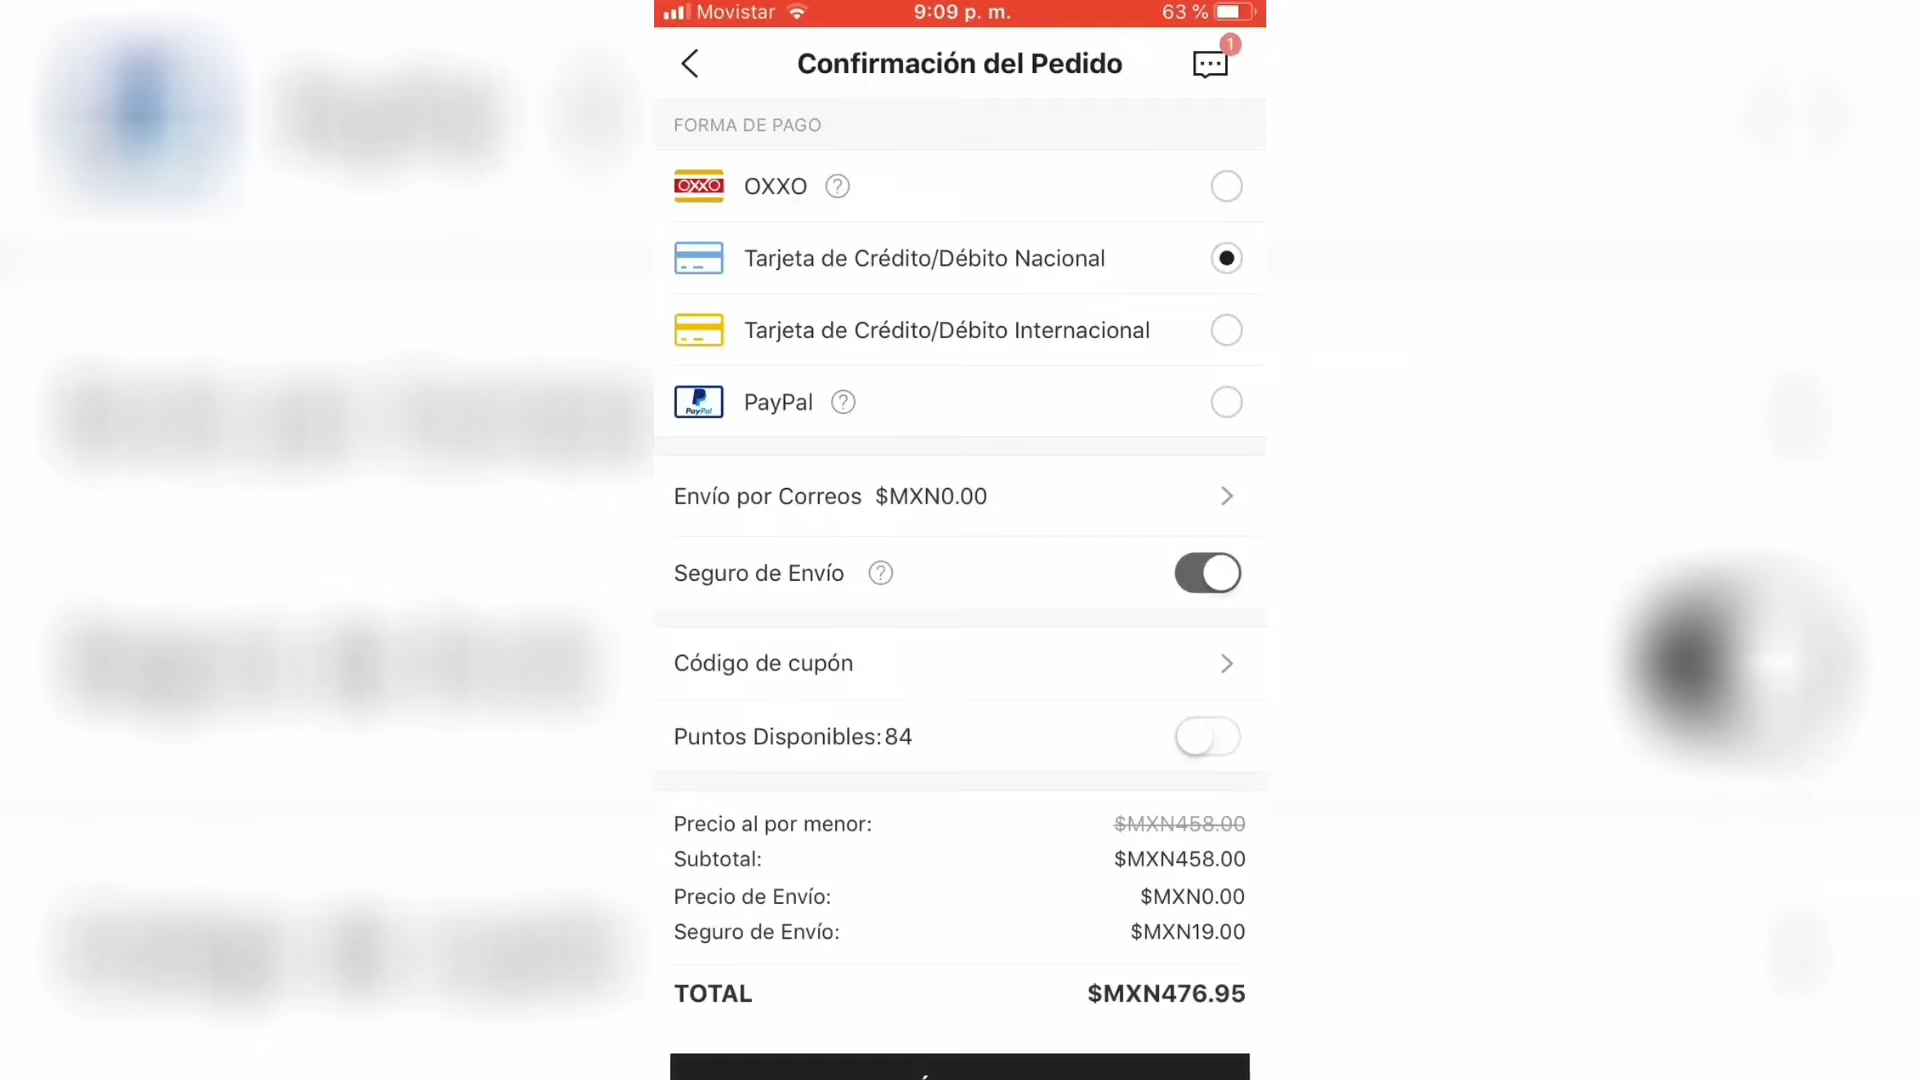 Movistar 9:09 p. m. 63 %
Confirmación del Pedido 1
FORMA DE PAGO
OXXO OXXO ?
Tarjeta de Crédito/Débito Nacional
Tarjeta de Crédito/Débito Internacional
PayPal PayPal ?
Envío por Correos $MXN0.00
Seguro de Envío ?
Código de cupón
Puntos Disponibles:84
Precio al por menor: $MXN458.00
Subtotal: $MXN458.00
Precio de Envío: $MXN0.00
Seguro de Envío: $MXN19.00
TOTAL $MXN476.95